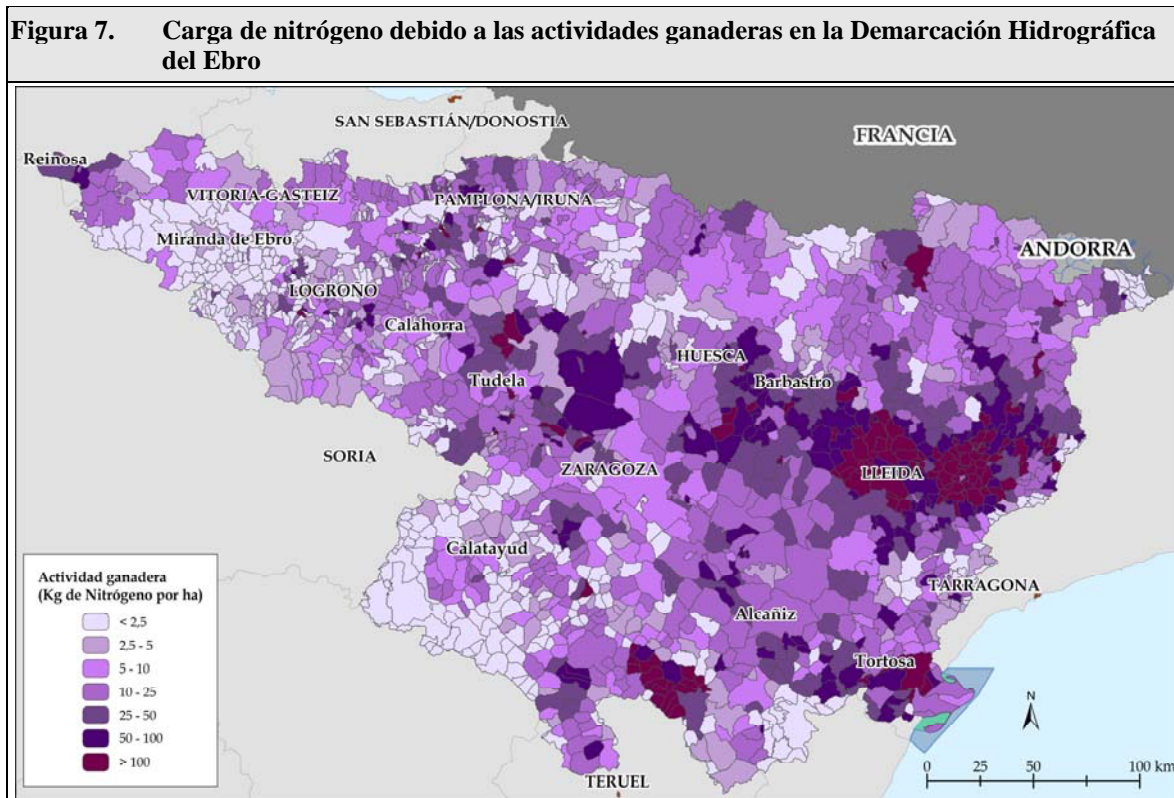 Figura 7. Carga de nitrógeno debido a las actividades ganaderas en la Demarcación Hidrográfica
del Ebro
SAN SEBASTIÁN/DONOSTIA
FRANCIA
Reinosa
VITORIA-GASTEIZ
PAMPLONA/IRUNA
Miranda de Ebro
ANDORRA
LOGROÑO
Calahorra
HUESCA
Tudela
Barbastro
SORIA
ZARAGOZA
LLEIDA
Calatayud
TARRAGONA
Alcañiz
Tortosa
TERUEL
Actividad ganadera
(Kg de Nitrógeno por ha)
< 2,5
2,5 - 5
5 - 10
10 - 25
25 - 50
50 - 100
> 100
N
0 25 50 100 km